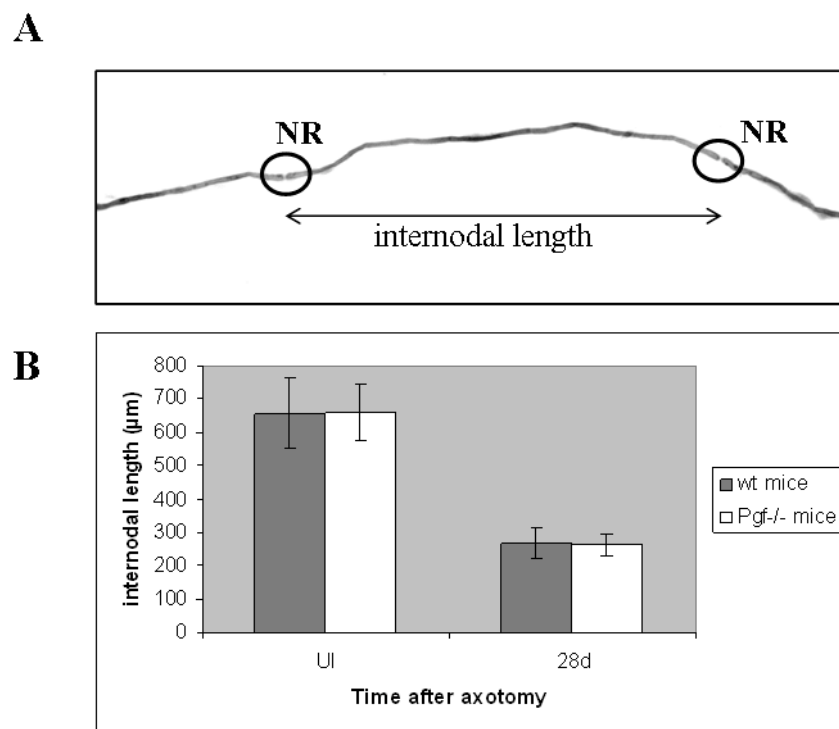 A
NR
NR
internodal length
B
800
700
600
500
400
300
200
100
0
internodal length (µm)
UI
28d
Time after axotomy
wt mice
Pgf-/- mice